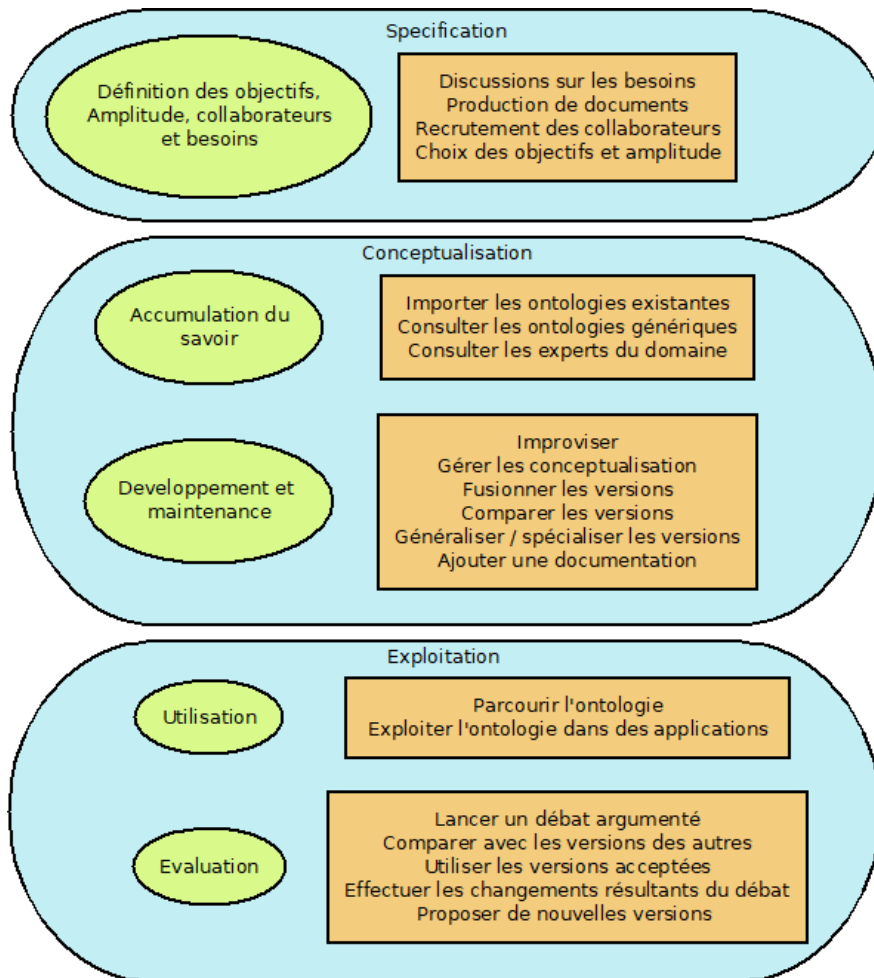 Specification
Définition des objectifs,
Amplitude, collaborateurs
et besoins
Discussions sur les besoins
Production de documents
Recrutement des collaborateurs
Choix des objectifs et amplitude
Conceptualisation
Accumulation du
savoir
Importer les ontologies existantes
Consulter les ontologies génériques
Consulter les experts du domaine
Developpement et
maintenance
Improviser
Gérer les conceptualisation
Fusionner les versions
Comparer les versions
Généraliser / spécialiser les versions
Ajouter une documentation
Exploitation
Utilisation
Parcourir l'ontologie
Exploiter l'ontologie dans des applications
Evaluation
Lancer un débat argumenté
Comparer avec les versions des autres
Utiliser les versions acceptées
Effectuer les changements résultants du débat
Proposer de nouvelles versions